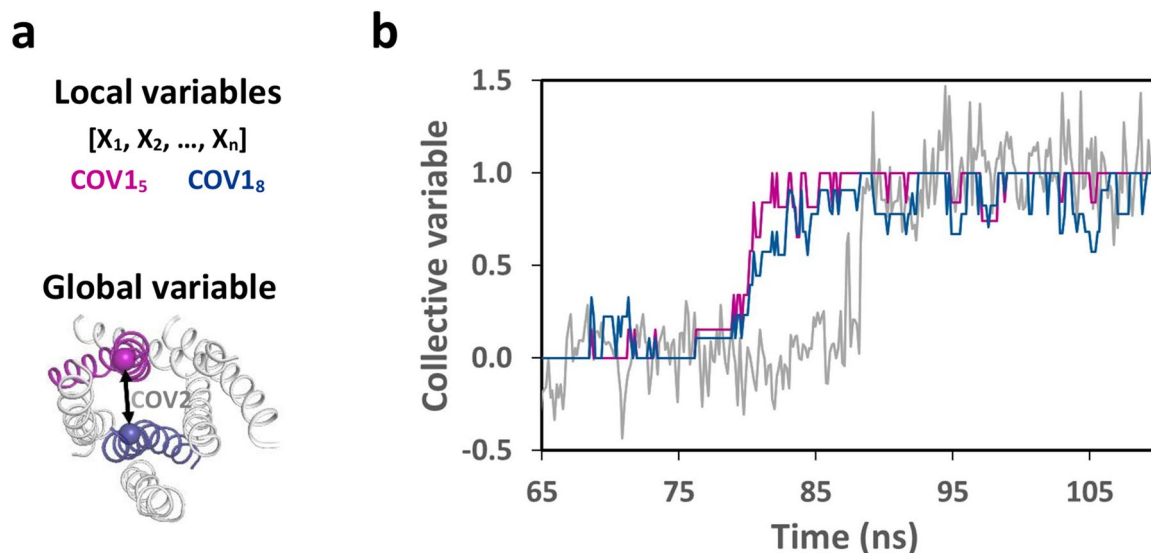 a
Local variables
[X₁, X₂, ..., Xₙ]
COV1₅ COV1₈
Global variable
COV2
b
Collective variable
1.5
1.0
0.5
0.0
-0.5
65 75 85 95 105
Time (ns)